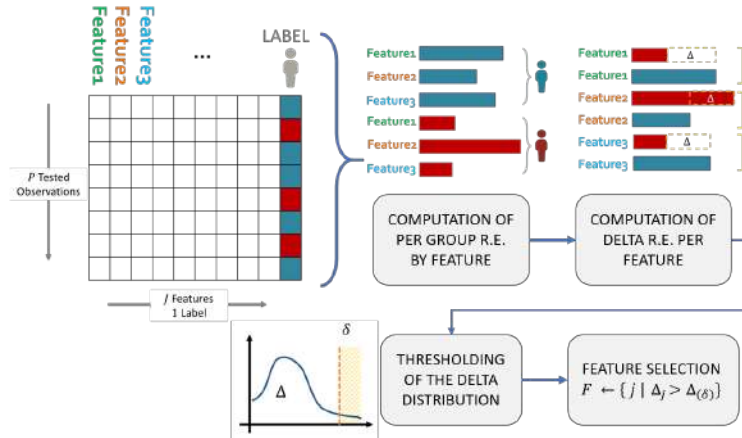 Feature1
Feature2
Feature3
...
LABEL
P Tested
Observations
J Features
1 Label
Feature1
Feature2
Feature3
Feature1
Feature2
Feature3
Feature1
Δ
Feature1
Feature2
Δ
Feature2
Feature3
Δ
Feature3
COMPUTATION OF
PER GROUP R.E.
BY FEATURE
COMPUTATION OF
DELTA R.E. PER
FEATURE
δ
Δ
THRESHOLDING
OF THE DELTA
DISTRIBUTION
FEATURE SELECTION
F ← {j | Δj > Δ(δ)}